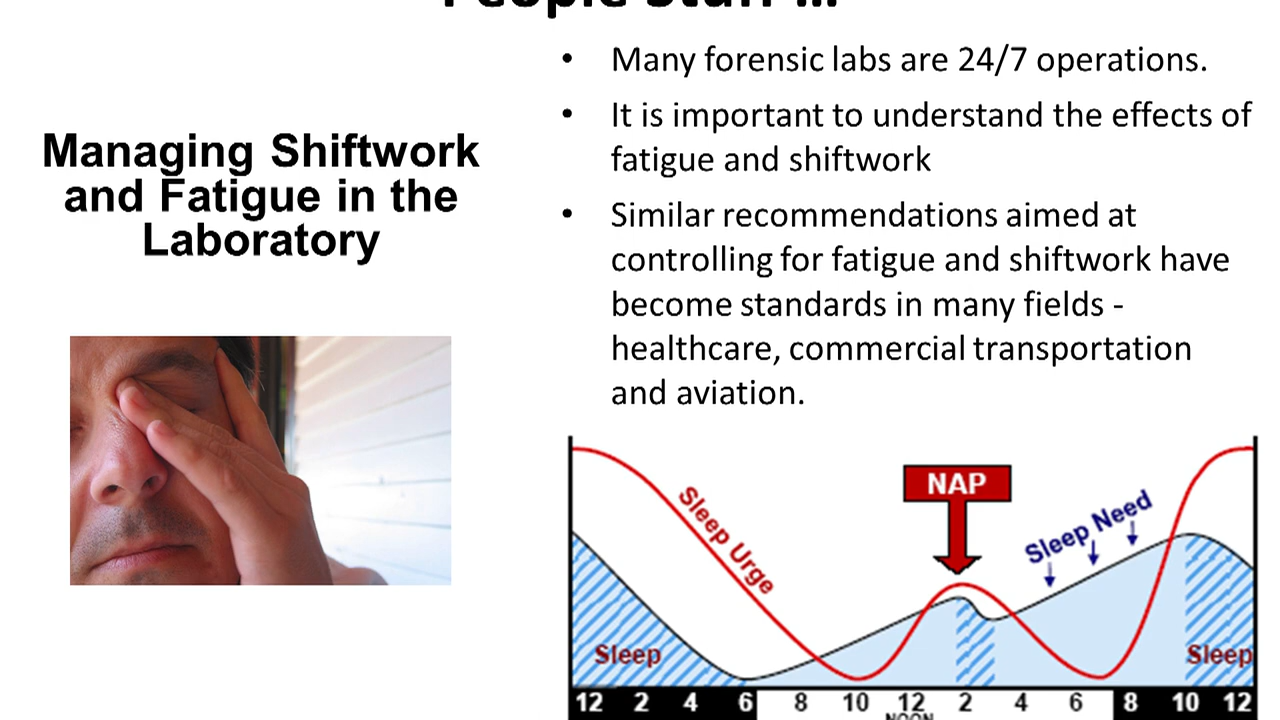 People Stuff ...
Managing Shiftwork
and Fatigue in the
Laboratory
• Many forensic labs are 24/7 operations.
• It is important to understand the effects of
fatigue and shiftwork
• Similar recommendations aimed at
controlling for fatigue and shiftwork have
become standards in many fields -
healthcare, commercial transportation
and aviation.
NAP
Sleep Urge
Sleep Need
Sleep
Sleep
12 2 4 6 8 10 12 2 4 6 8 10 12
NOON